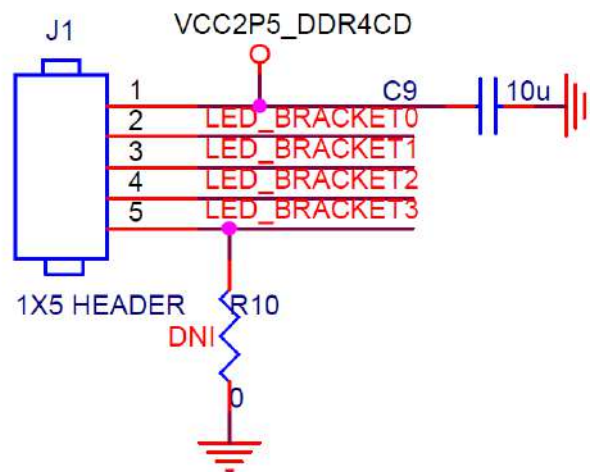 J1
VCC2P5_DDR4CD
1
C9
10u
2
LED_BRACKET0
3
LED_BRACKET1
4
LED_BRACKET2
5
LED_BRACKET3
1X5 HEADER
R10
DNI
0